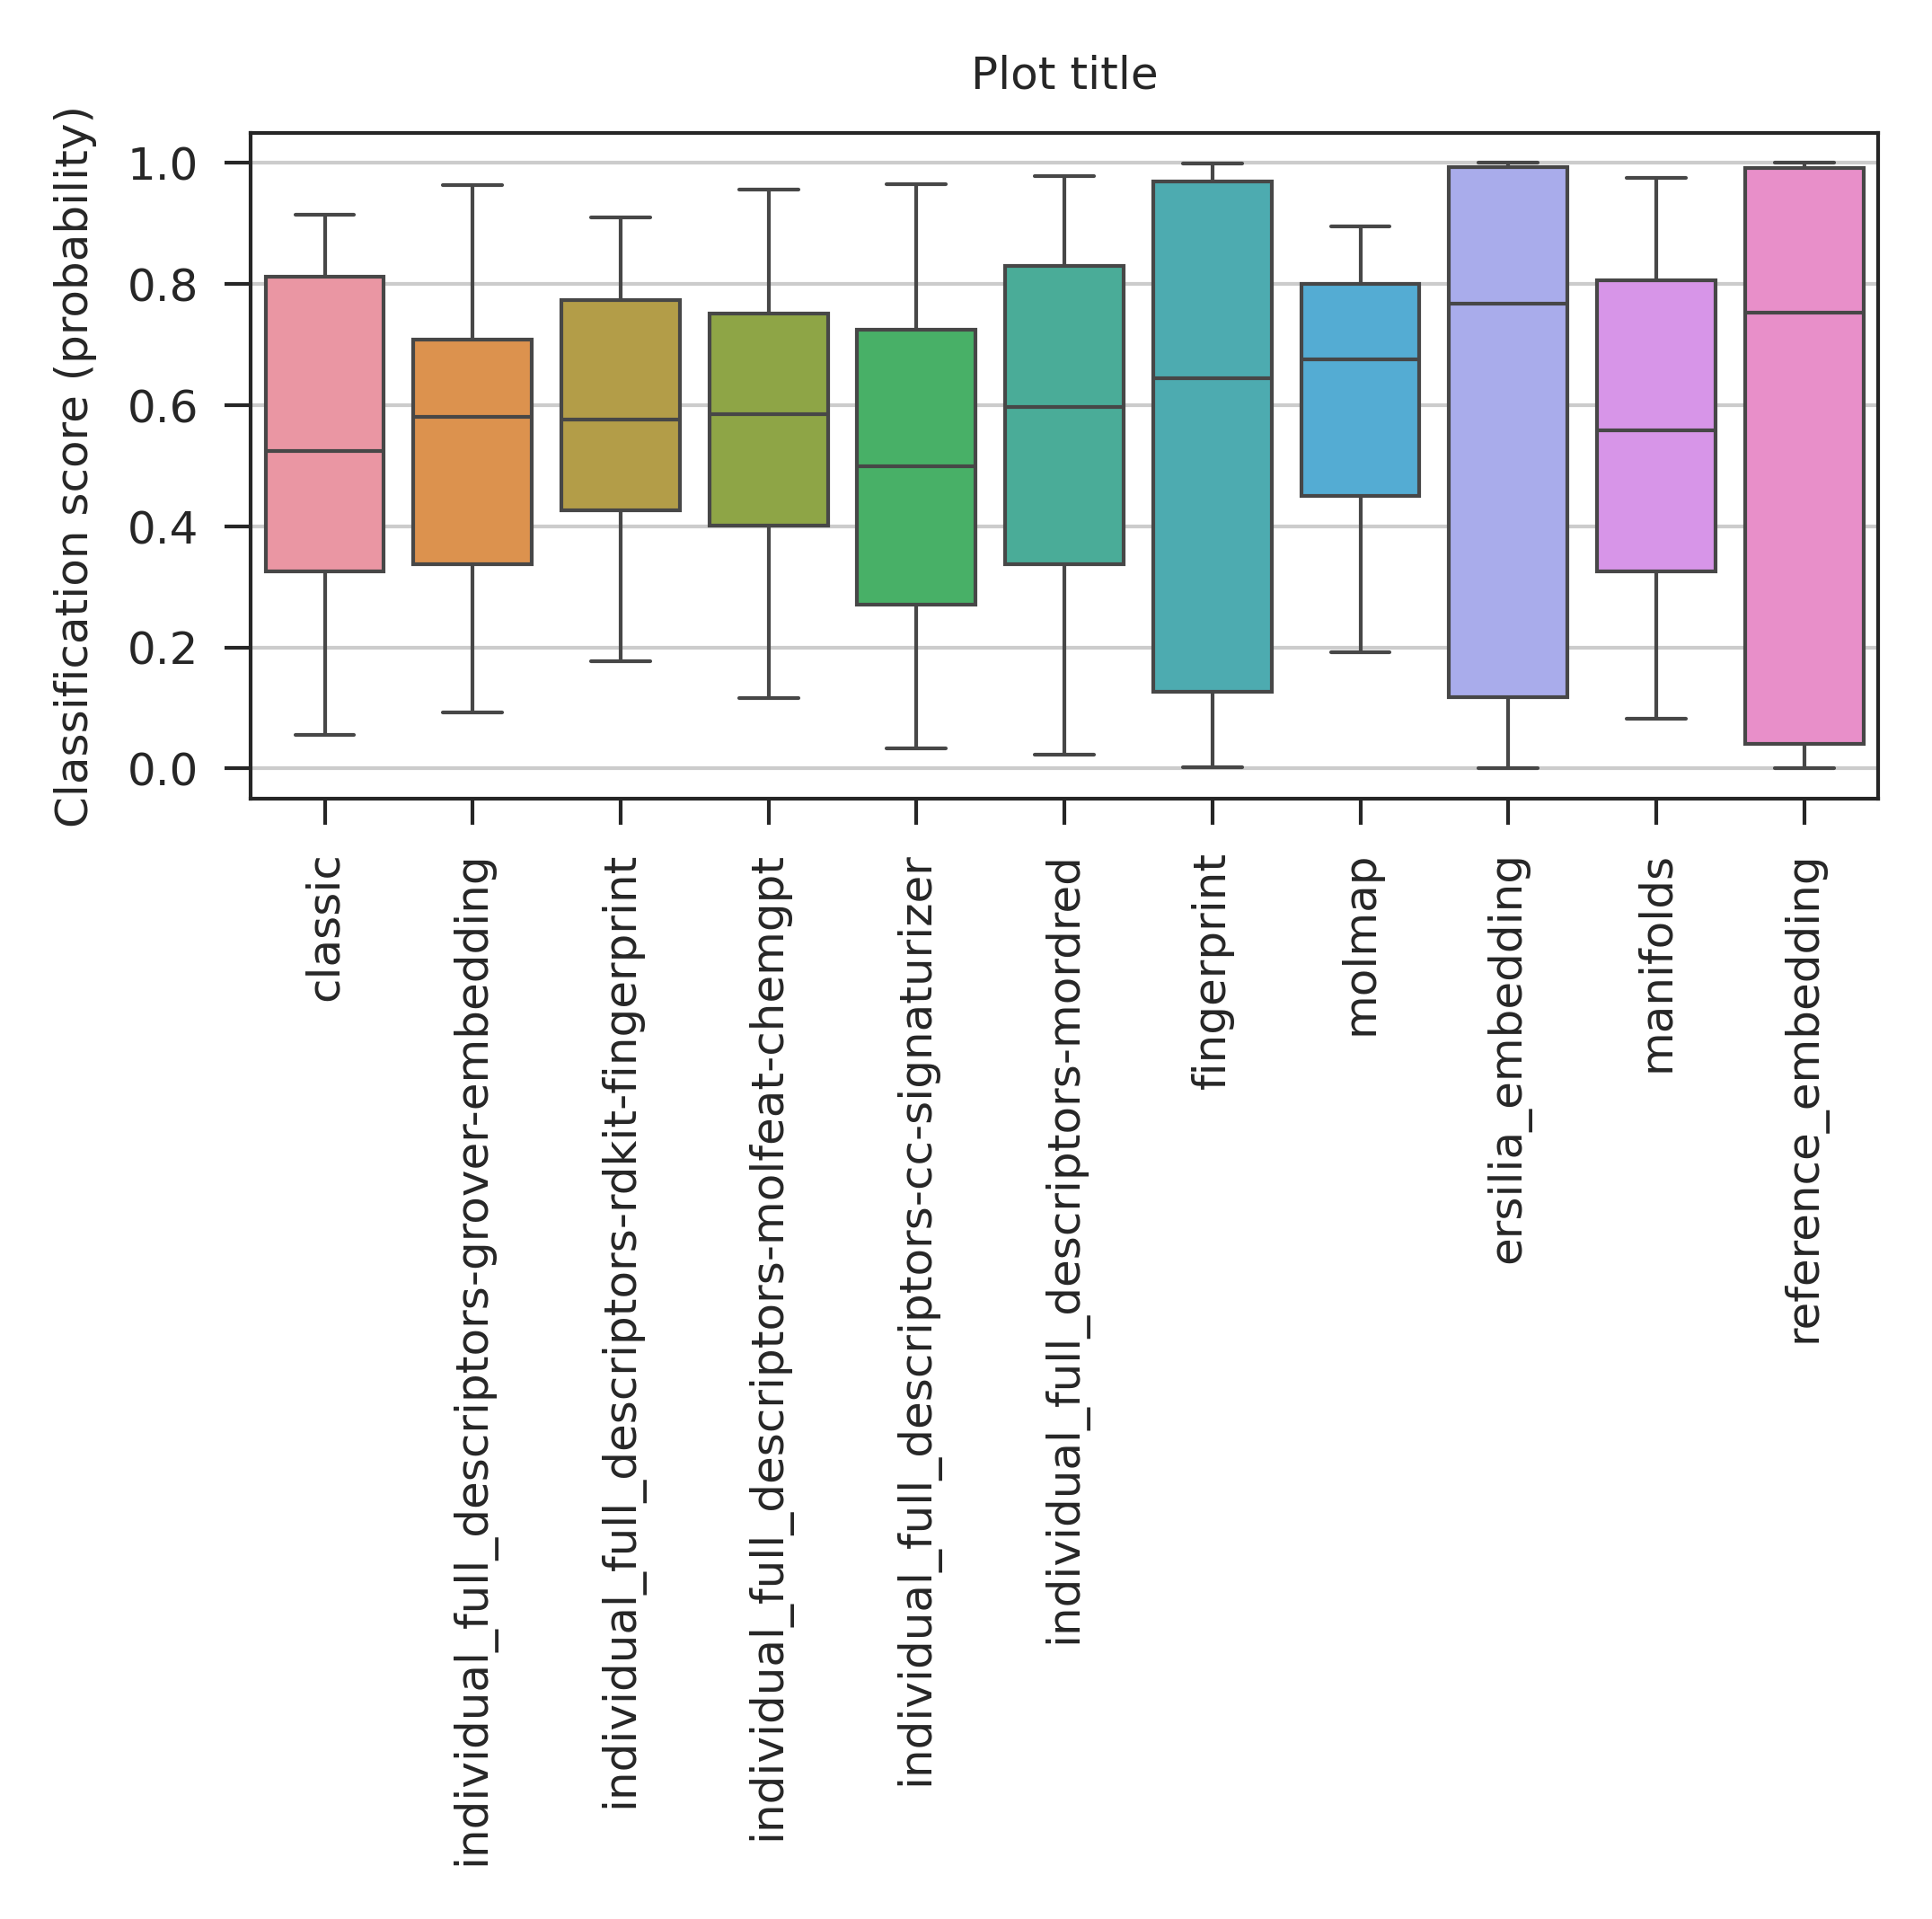 Plot title
Classification score (probability)
1.0
0.8
0.6
0.4
0.2
0.0
classic
individual_full_descriptors-grover-embedding
individual_full_descriptors-rdkit-fingerprint
individual_full_descriptors-molfeat-chemgpt
individual_full_descriptors-cc-signaturizer
individual_full_descriptors-mordred
fingerprint
molmap
ersilia_embedding
manifolds
reference_embedding